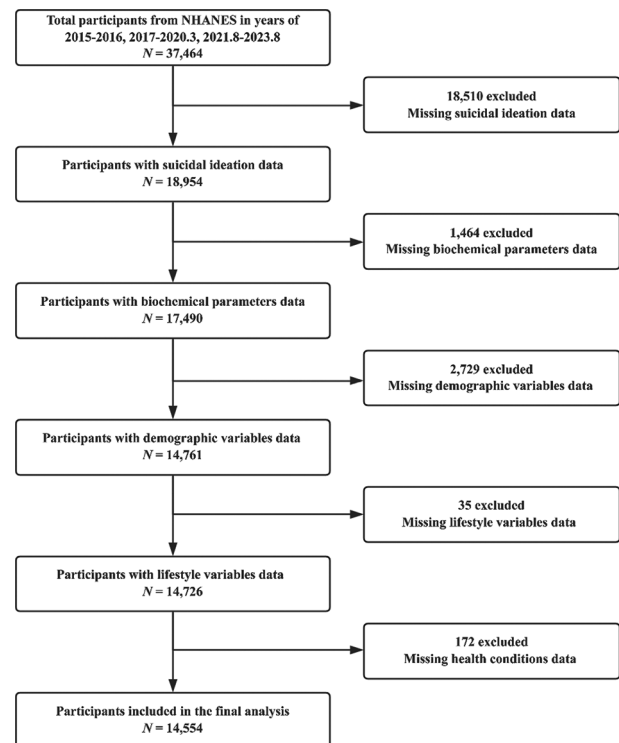 Total participants from NHANES in years of
2015-2016, 2017-2020.3, 2021.8-2023.8
N = 37,464
18,510 excluded
Missing suicidal ideation data
Participants with suicidal ideation data
N = 18,954
1,464 excluded
Missing biochemical parameters data
Participants with biochemical parameters data
N = 17,490
2,729 excluded
Missing demographic variables data
Participants with demographic variables data
N = 14,761
35 excluded
Missing lifestyle variables data
Participants with lifestyle variables data
N = 14,726
172 excluded
Missing health conditions data
Participants included in the final analysis
N = 14,554